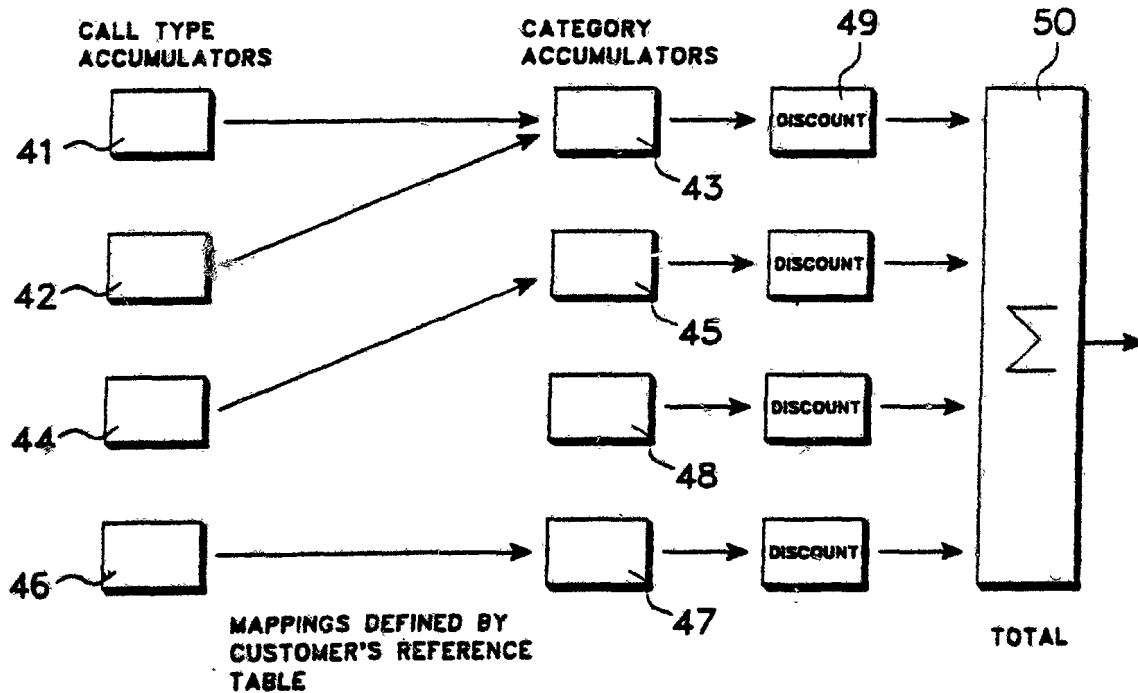 CALL TYPE
ACCUMULATORS
CATEGORY
ACCUMULATORS
49
50
41
DISCOUNT
43
42
DISCOUNT
45
Σ
44
DISCOUNT
48
46
DISCOUNT
47
MAPPINGS DEFINED BY
CUSTOMER'S REFERENCE
TABLE
TOTAL